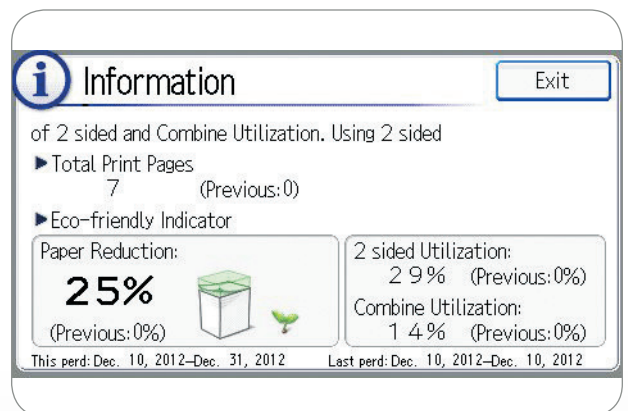 i Information
Exit
of 2 sided and Combine Utilization. Using 2 sided
▶Total Print Pages
7 (Previous:0)
▶Eco-friendly Indicator
Paper Reduction:
25%
(Previous:0%)
2 sided Utilization:
29% (Previous:0%)
Combine Utilization:
14% (Previous:0%)
This perd: Dec. 10, 2012–Dec. 31, 2012 Last perd: Dec. 10, 2012–Dec. 10, 2012